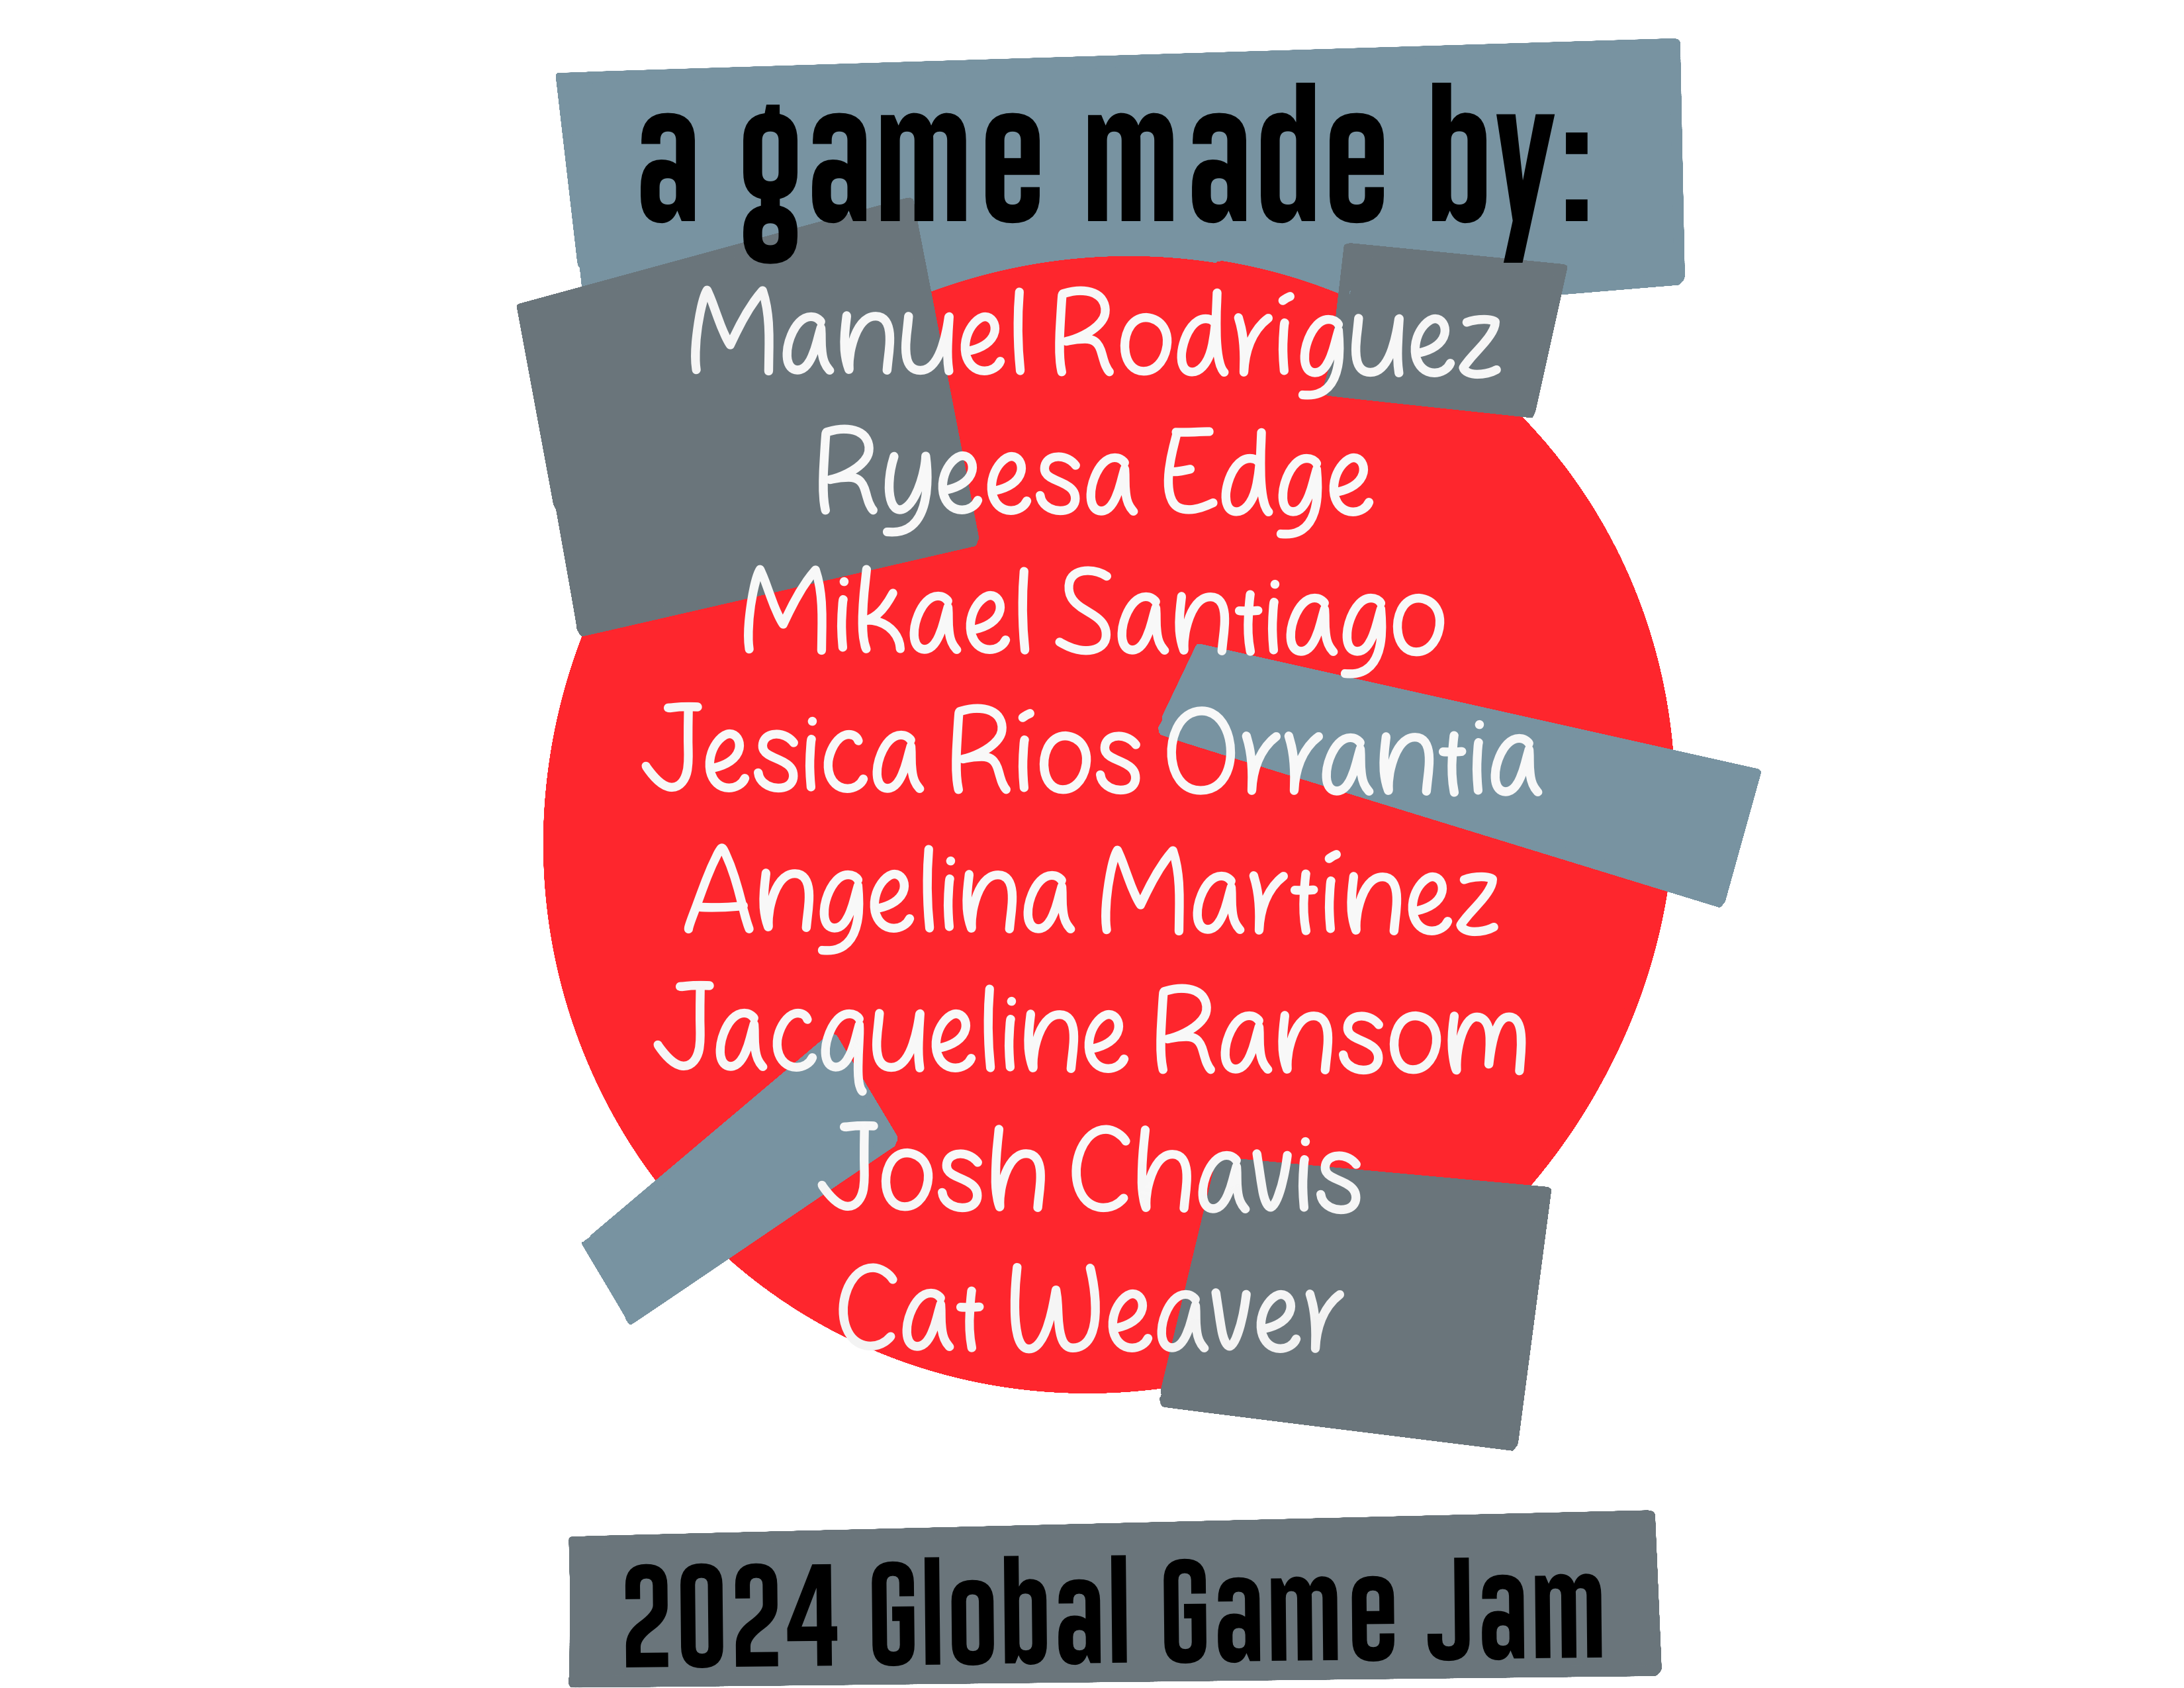 a game made by:
Manuel Rodríguez
Ryeesa Edge
Mikael Santiago
Jesica Ríos Orrantia
Angelina Martínez
Jacqueline Ransom
Josh Chavis
Cat Weaver
2024 Global Game Jam